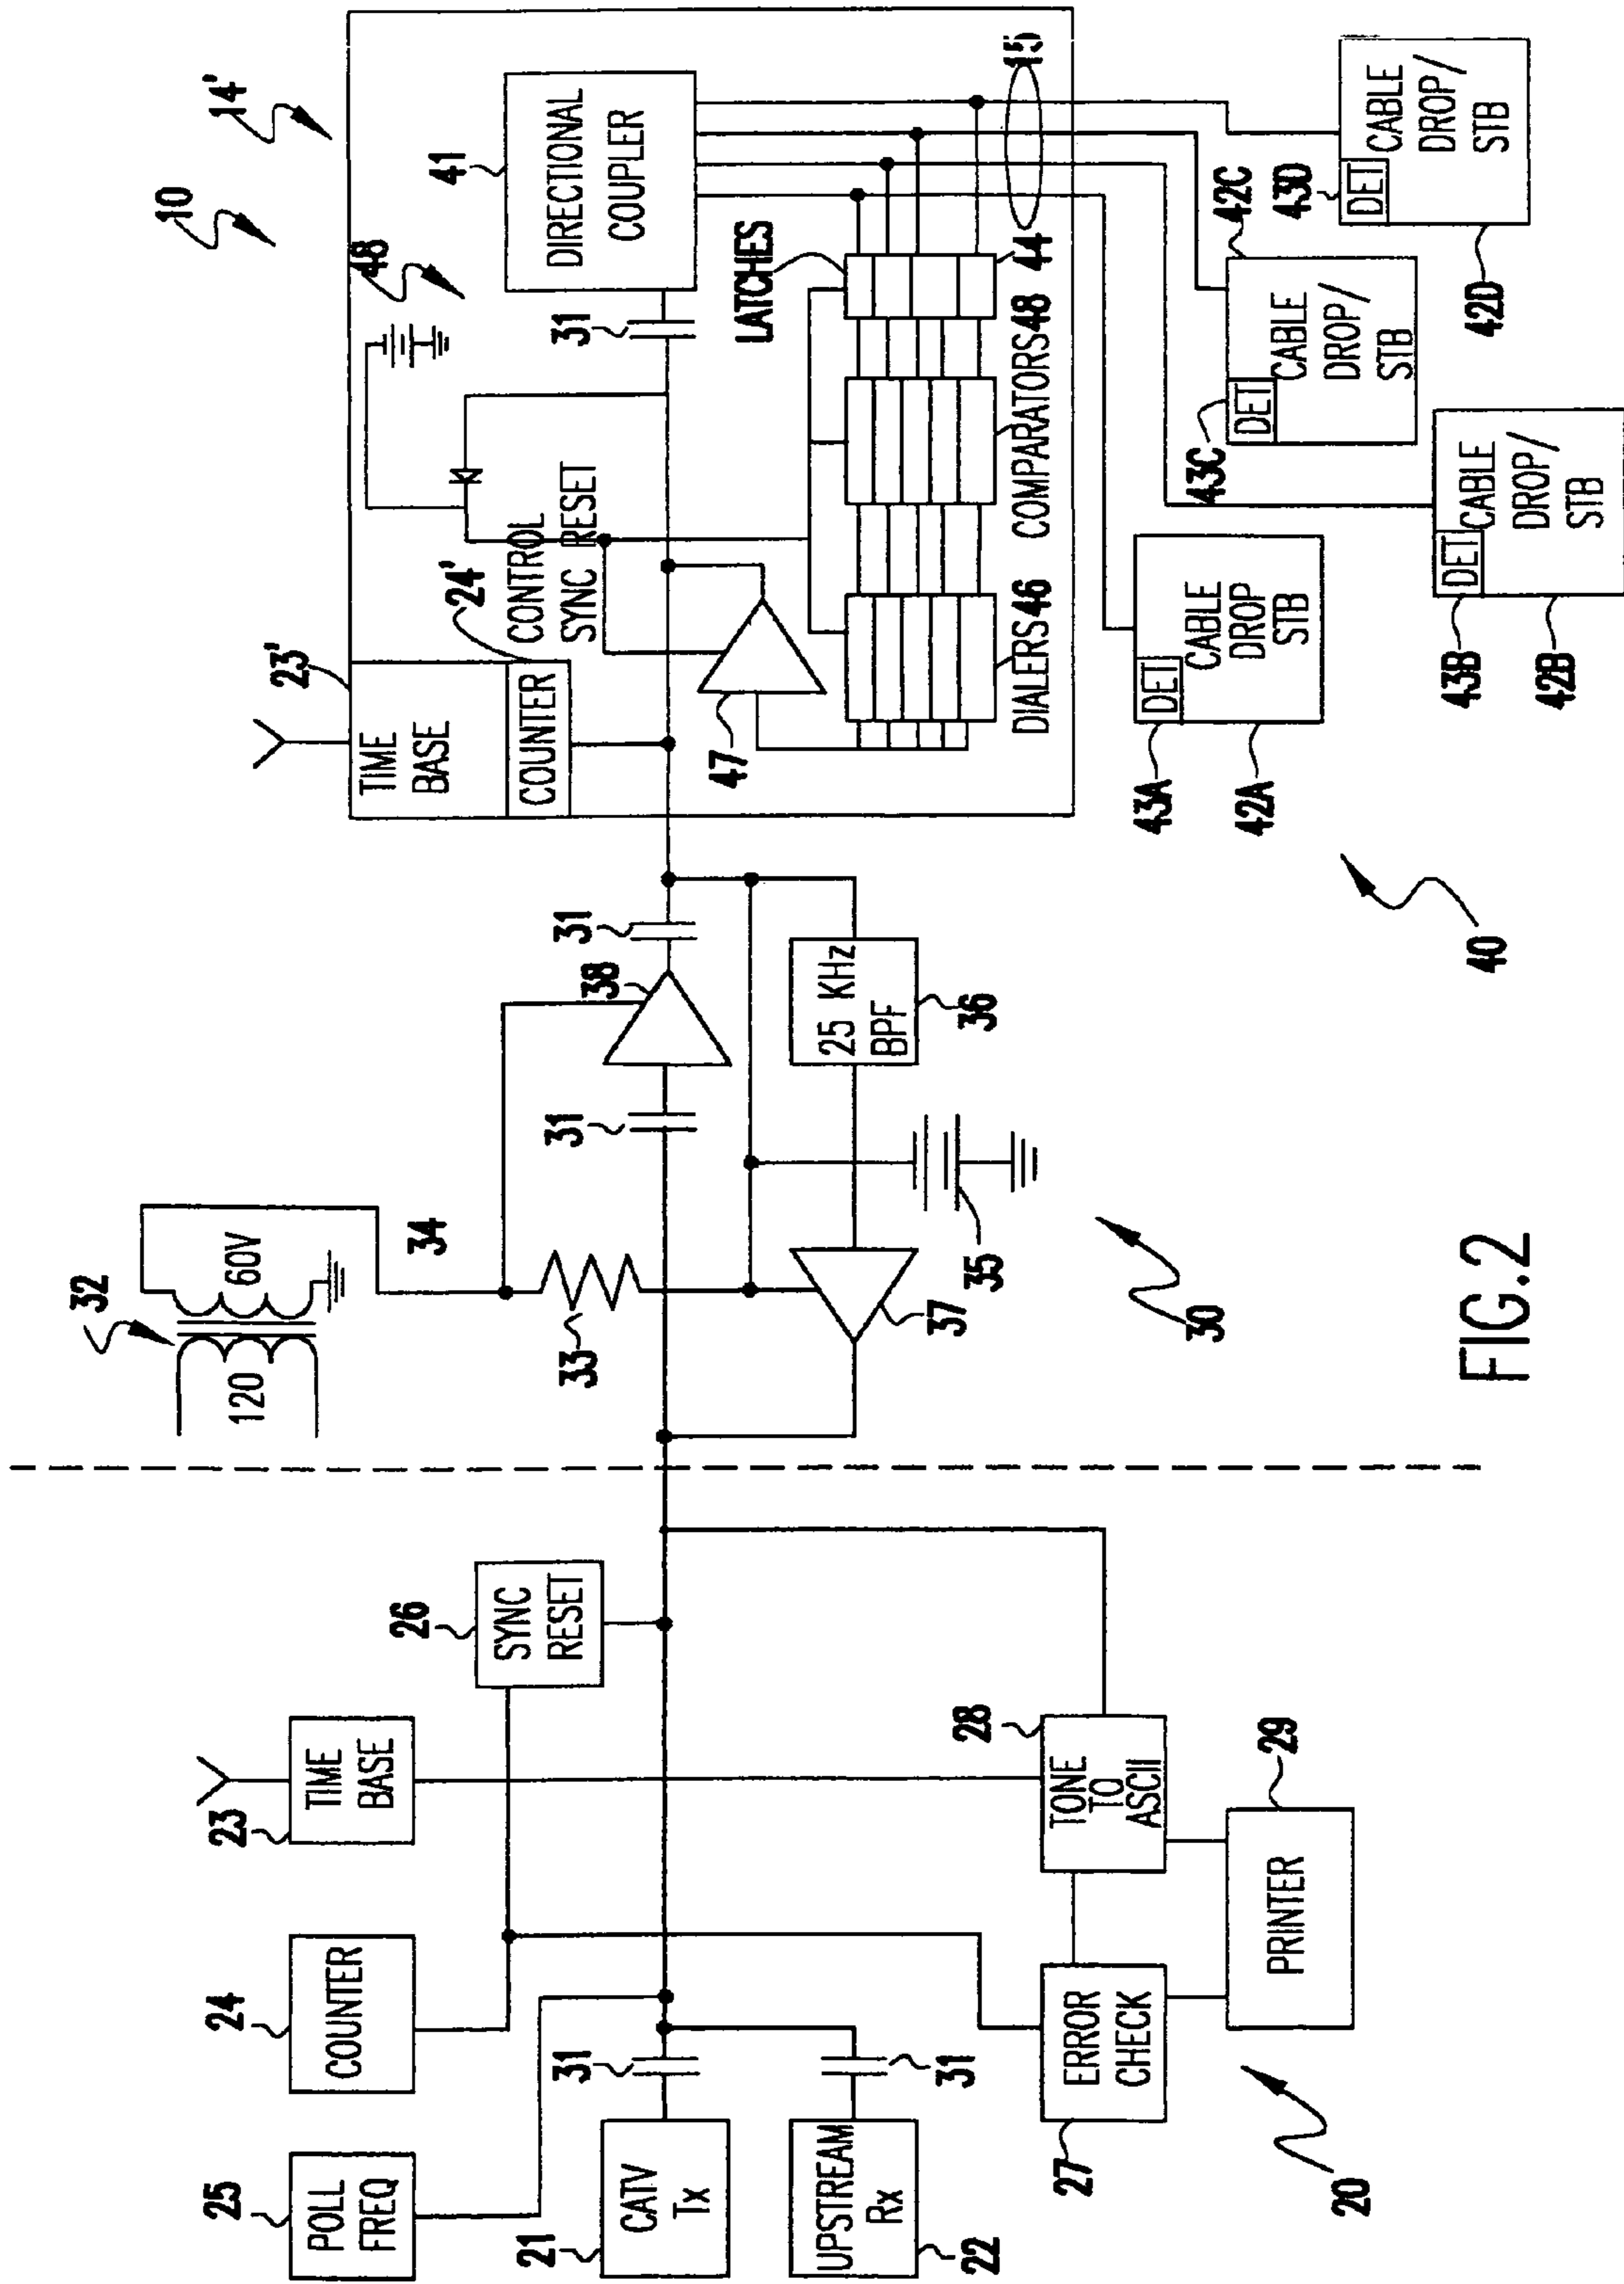 10
14'
48
41
DIRECTIONAL
COUPLER
31
LATCHES
44
15
COMPARATORS 48
DIALERS 46
47
CONTROL
SYNC RESET
24'
23'
TIME
BASE
COUNTER
43A
DET
CABLE
DROP
STB
42A
43B
DET
CABLE
DROP/
STB
42B
43C
DET
CABLE
DROP/
STB
42C
43D
DET
CABLE
DROP/
STB
42D
40
32
120
60V
34
33
31
38
31
25 KHz
BPF
36
35
37
30
26
SYNC
RESET
23
TIME
BASE
24
COUNTER
25
POLL
FREQ
21
CATV
Tx
31
22
UPSTREAM
Rx
31
28
TONE
TO
ASCII
27
ERROR
CHECK
29
PRINTER
20
FIG.2